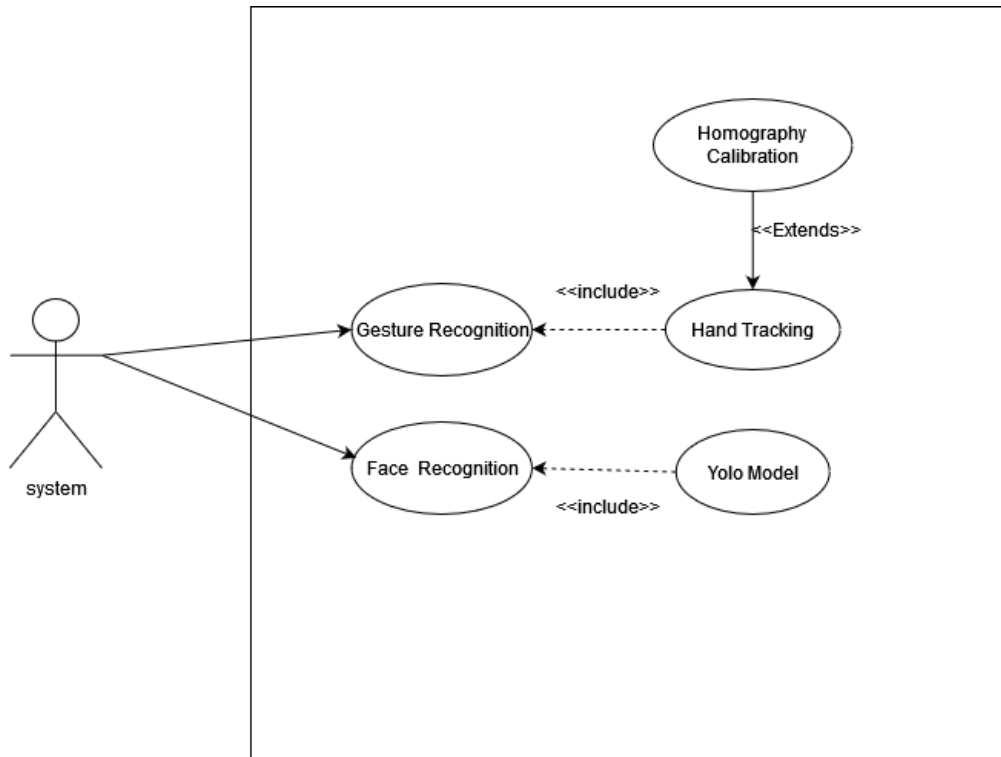 Homography
Calibration
<<Extends>>
<<include>>
Gesture Recognition
Hand Tracking
Face  Recognition
Yolo Model
<<include>>
system